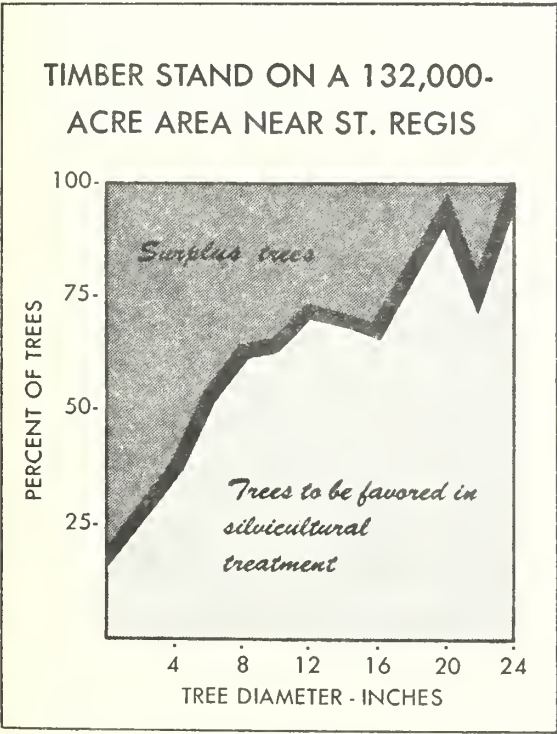 TIMBER STAND ON A 132,000-
ACRE AREA NEAR ST. REGIS
100-
75-
50-
25-
PERCENT OF TREES
Surplus trees
Trees to be favored in
silvicultural
treatment
4 8 12 16 20 24
TREE DIAMETER - INCHES